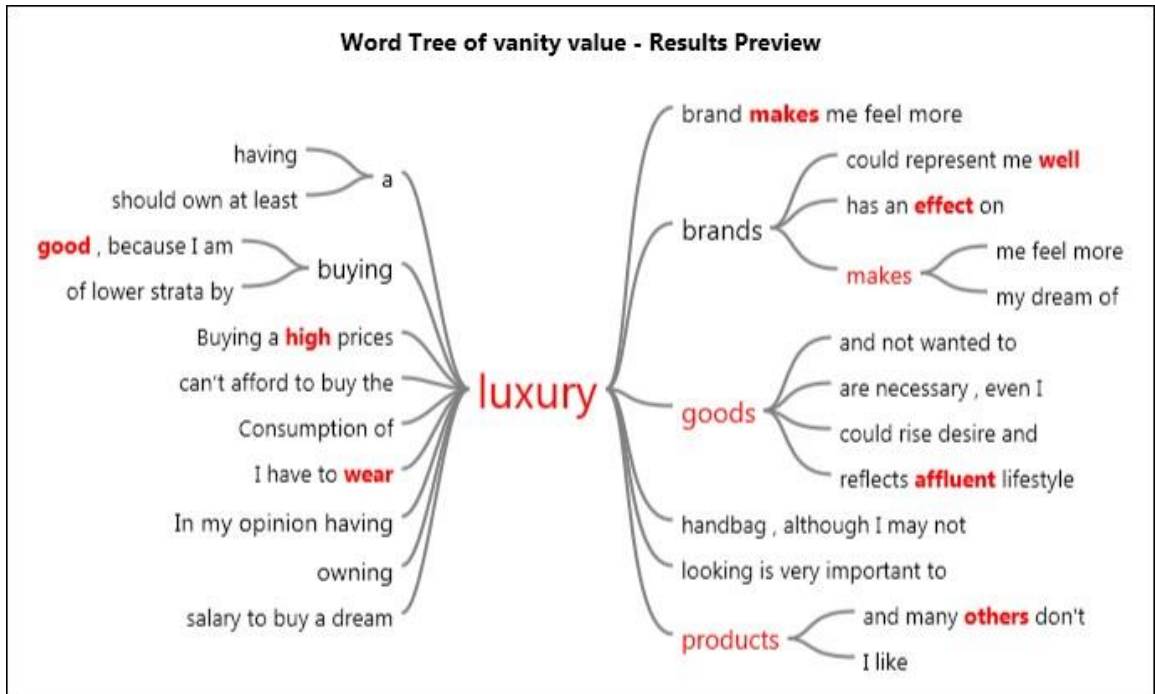 Word Tree of vanity value - Results Preview
having
should own at least
a
good , because I am
of lower strata by
buying
Buying a high prices
can't afford to buy the
Consumption of
I have to wear
In my opinion having
owning
salary to buy a dream
luxury
brand makes me feel more
brands
could represent me well
has an effect on
makes
me feel more
my dream of
goods
and not wanted to
are necessary , even I
could rise desire and
reflects affluent lifestyle
handbag , although I may not
looking is very important to
products
and many others don't
I like